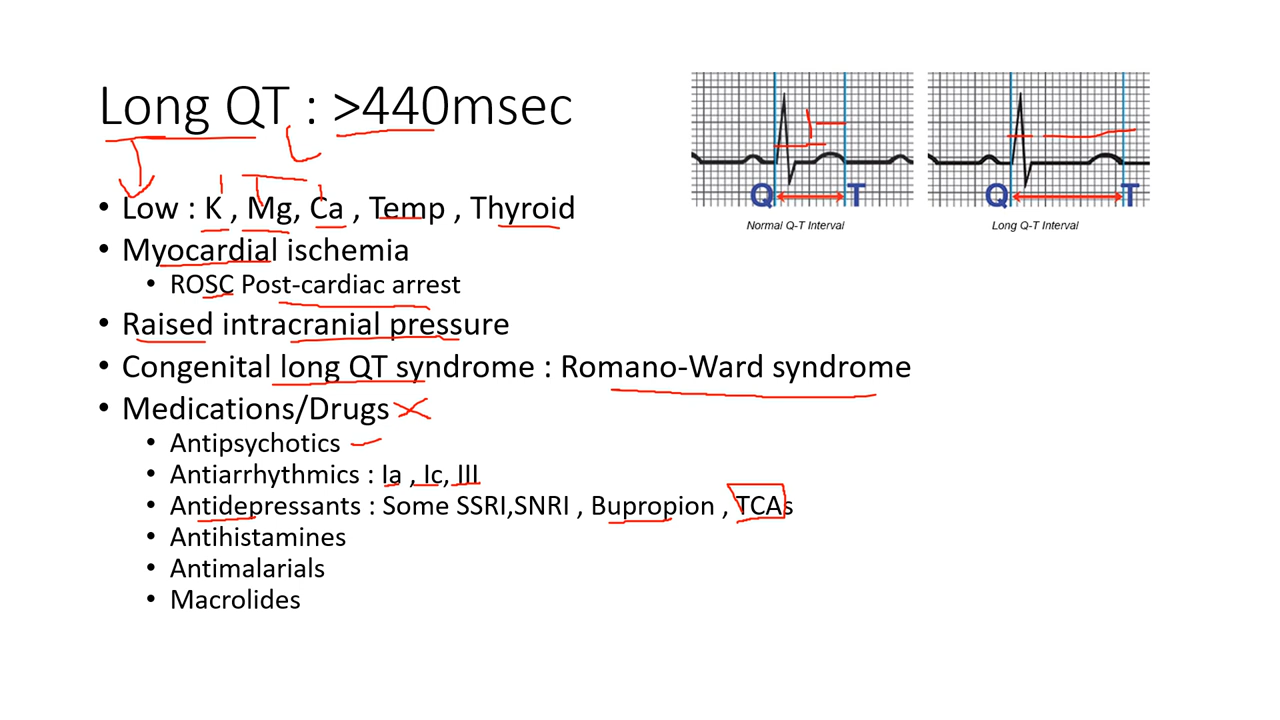 Long QT : >440msec
• Low : K , Mg, Ca , Temp , Thyroid
• Myocardial ischemia
• ROSC Post-cardiac arrest
• Raised intracranial pressure
• Congenital long QT syndrome : Romano-Ward syndrome
• Medications/Drugs
• Antipsychotics
• Antiarrhythmics : Ia , Ic, III
• Antidepressants : Some SSRI,SNRI , Bupropion , TCAs
• Antihistamines
• Antimalarials
• Macrolides
Q T
Normal Q-T Interval
Q T
Long Q-T Interval